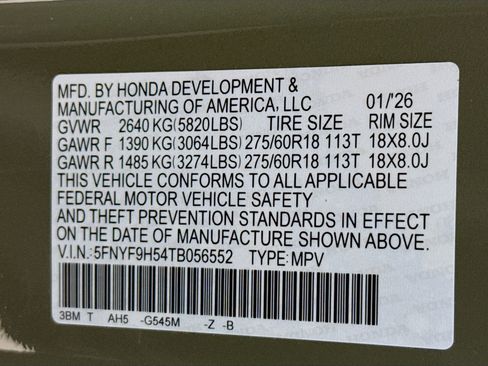 MFD. BY HONDA DEVELOPMENT &
MANUFACTURING OF AMERICA, LLC 01/'26
GVWR 2640 KG(5820LBS) TIRE SIZE RIM SIZE
GAWR F 1390 KG(3064LBS) 275/60R18 113T 18X8.0J
GAWR R 1485 KG(3274LBS) 275/60R18 113T 18X8.0J
THIS VEHICLE CONFORMS TO ALL APPLICABLE
FEDERAL MOTOR VEHICLE SAFETY
AND THEFT PREVENTION STANDARDS IN EFFECT
ON THE DATE OF MANUFACTURE SHOWN ABOVE.
V.I.N.: 5FNYF9H54TB056552 TYPE: MPV
3BM T AH5 -G545M -Z -B